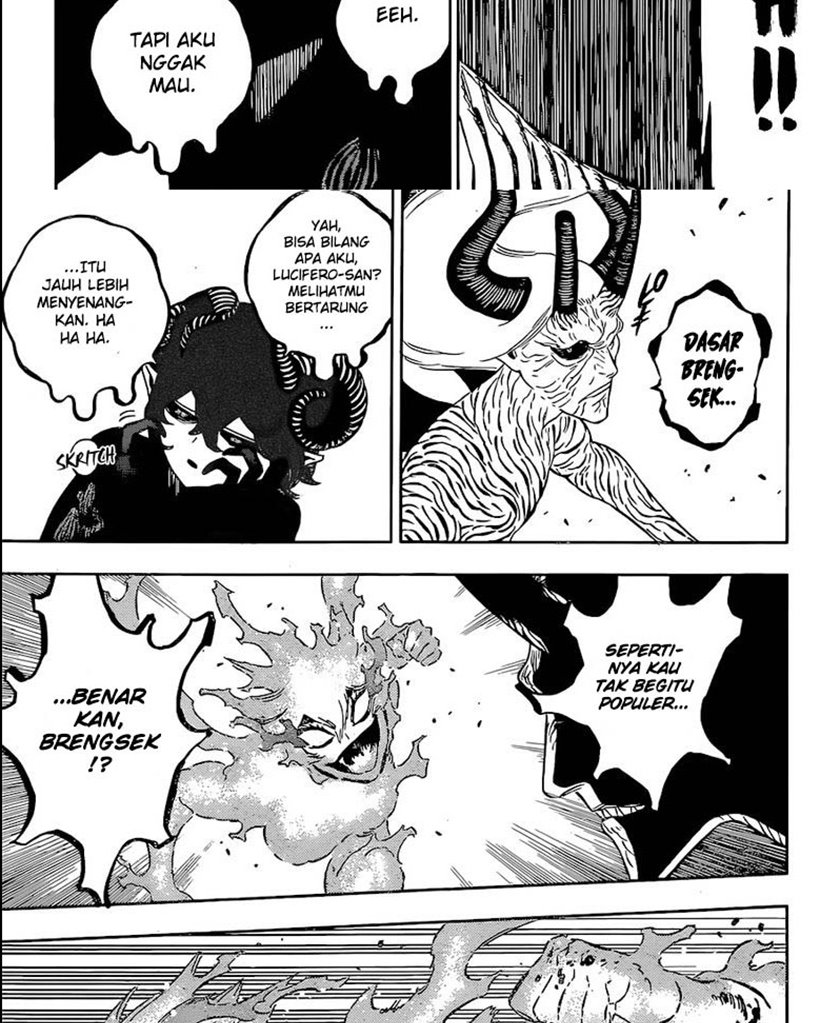 EEH.
TAPI AKU
NGGAK
MAU.
!!
DASAR
BRENG-
SEK...
YAH,
BISA BILANG
APA AKU,
LUCIFERO-SAN?
MELIHATMU
BERTARUNG
...
...ITU
JAUH LEBIH
MENYENANG-
KAN. HA
HA HA.
SKRITCH
SEPERTI-
NYA KAU
TAK BEGITU
POPULER...
...BENAR
KAN,
BRENGSEK
!?